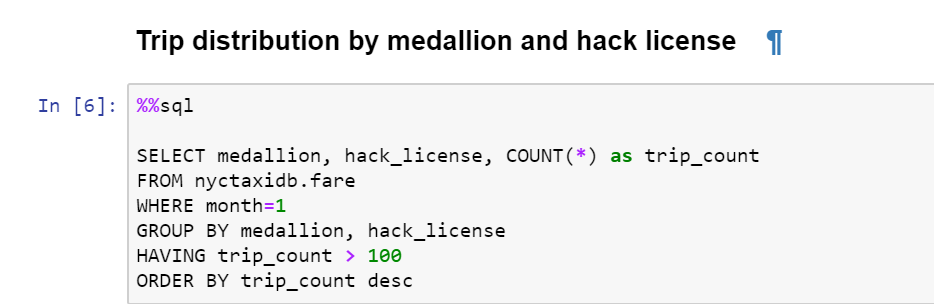 Trip distribution by medallion and hack license ¶
In [6]: %%sql
SELECT medallion, hack_license, COUNT(*) as trip_count
FROM nyctaxidb.fare
WHERE month=1
GROUP BY medallion, hack_license
HAVING trip_count > 100
ORDER BY trip_count desc